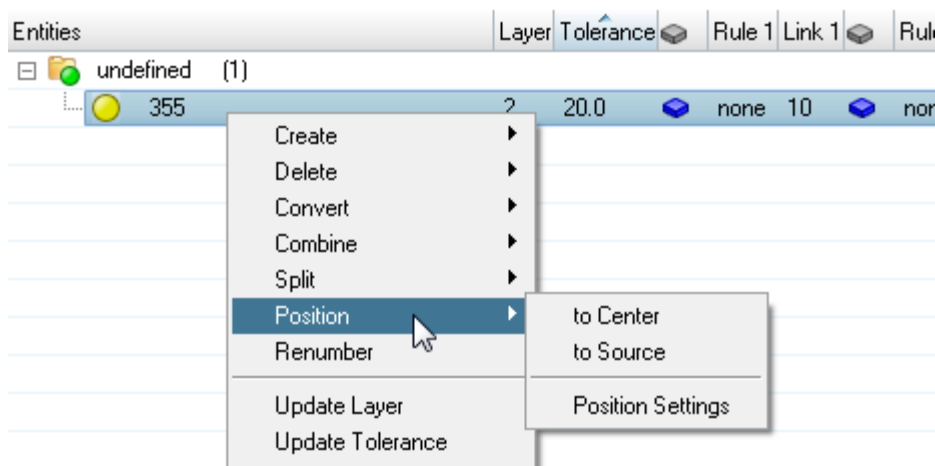 Entities Layer Tolerance Rule 1 Link 1
undefined (1)
355 2 20.0 none 10
Create
Delete
Convert
Combine
Split
Position to Center
Renumber to Source
Update Layer Position Settings
Update Tolerance